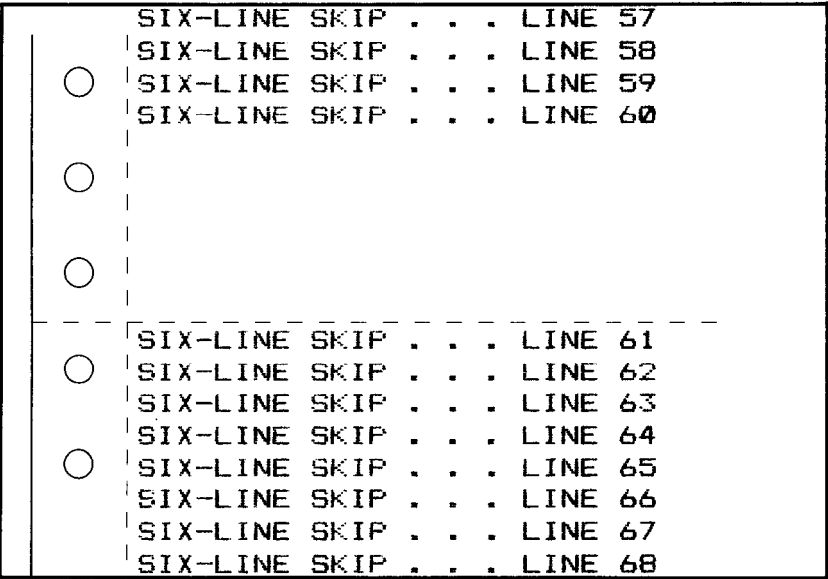 SIX-LINE SKIP . . . LINE 57
SIX-LINE SKIP . . . LINE 58
SIX-LINE SKIP . . . LINE 59
SIX-LINE SKIP . . . LINE 60
SIX-LINE SKIP . . . LINE 61
SIX-LINE SKIP . . . LINE 62
SIX-LINE SKIP . . . LINE 63
SIX-LINE SKIP . . . LINE 64
SIX-LINE SKIP . . . LINE 65
SIX-LINE SKIP . . . LINE 66
SIX-LINE SKIP . . . LINE 67
SIX-LINE SKIP . . . LINE 68